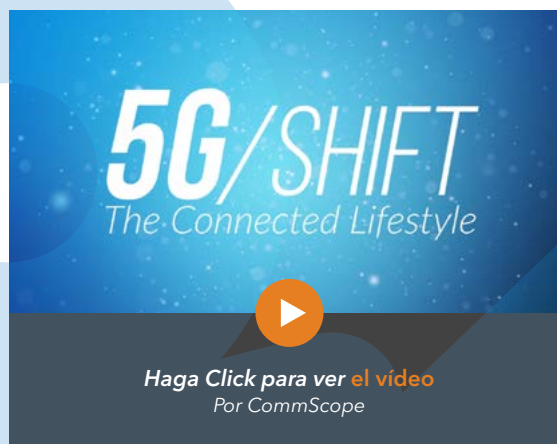 5G/SHIFT
The Connected Lifestyle
Haga Click para ver el vídeo
Por CommScope